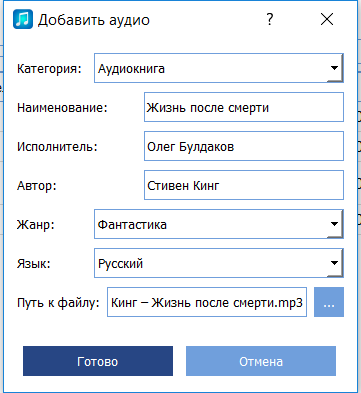 Добавить аудио ?
Категория: Аудиокнига
Наименование: Жизнь после смерти
Исполнитель: Олег Булдаков
Автор: Стивен Кинг
Жанр: Фантастика
Язык: Русский
Путь к файлу: Кинг – Жизнь после смерти.mp3 ...
Готово Отмена